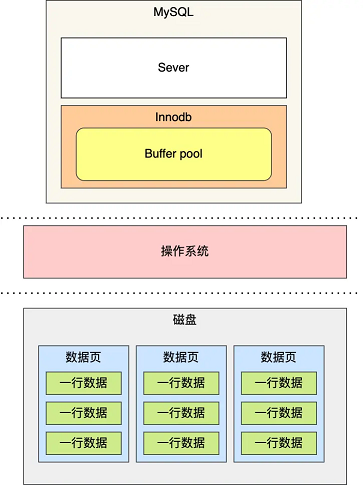 MySQL
Sever
Innodb
Buffer pool
操作系统
磁盘
数据页 数据页 数据页
一行数据 一行数据 一行数据
一行数据 一行数据 一行数据
一行数据 一行数据 一行数据